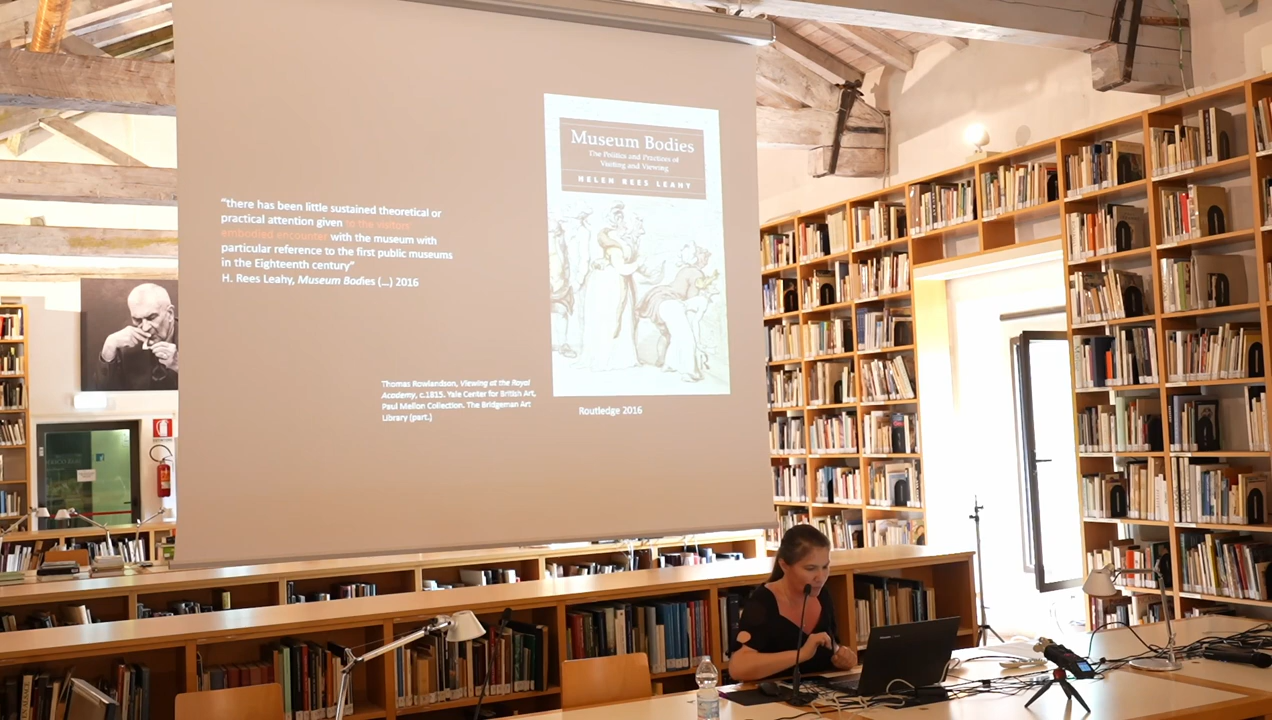 Museum Bodies
The Politics and Practices of
Visiting and Viewing
HELEN REES LEAHY
“there has been little sustained theoretical or
practical attention given to the visitors’
embodied encounter with the museum with
particular reference to the first public museums
in the Eighteenth century”
H. Rees Leahy, Museum Bodies (...) 2016
Thomas Rowlandson, Viewing at the Royal
Academy, c.1815. Yale Center for British Art,
Paul Mellon Collection. The Bridgeman Art
Library (part.)
Routledge 2016